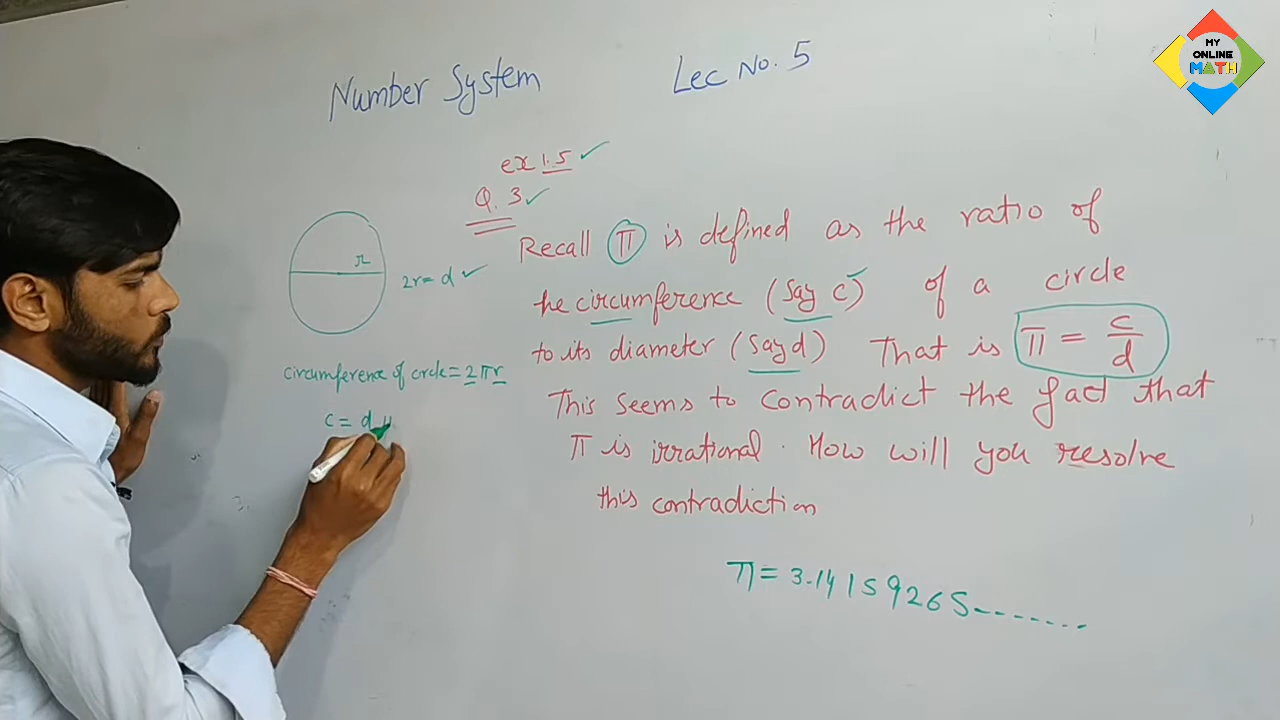 MY
ONLINE
MATH
Number System Lec No. 5
ex 1.5 ✓
Q. 3 ✓
Recall π is defined as the ratio of
he circumference (Say c) of a circle
to its diameter (Say d) That is π = c/d
This seems to contradict the fact that
π is irrational. How will you resolve
this contradiction
π = 3.14159265-------
r
2r = d ✓
circumference of circle = 2πr
c = d